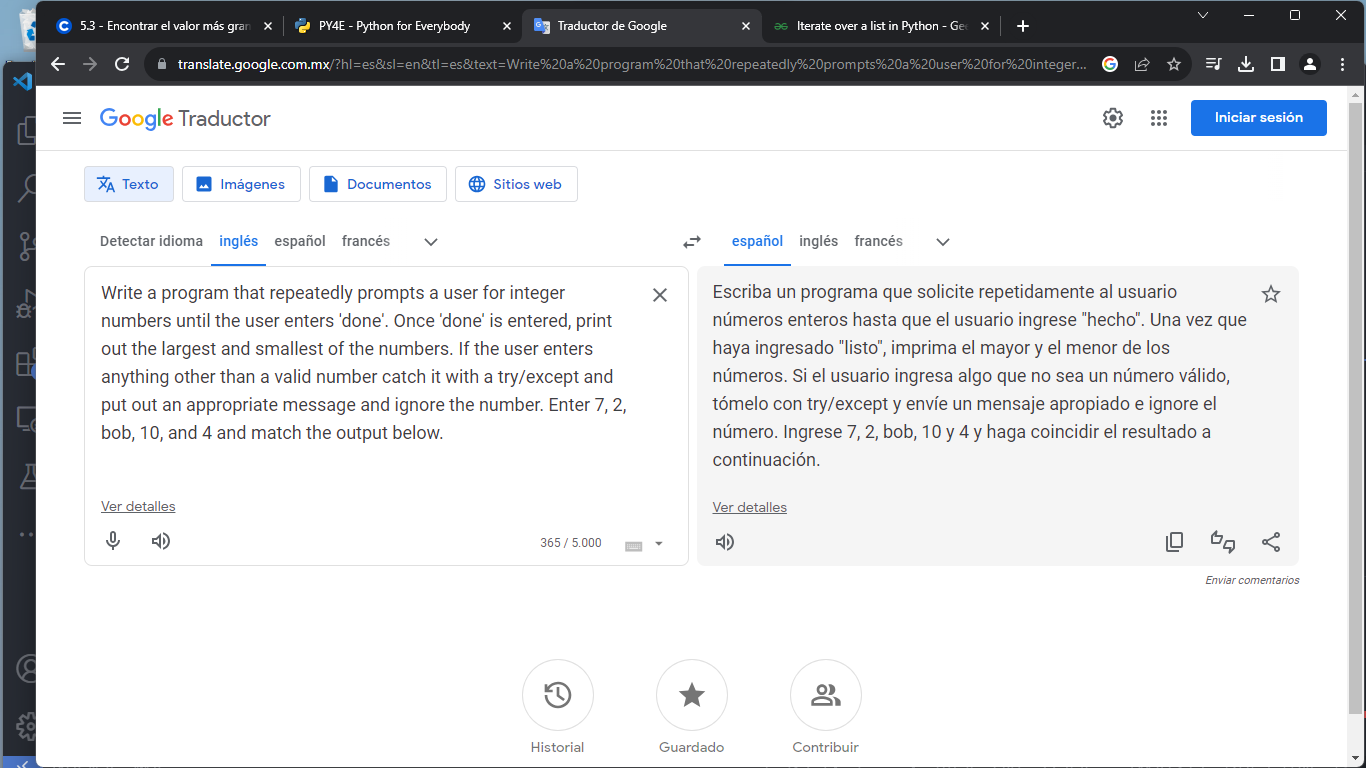 5.3 - Encontrar el valor más gran
PY4E - Python for Everybody
Traductor de Google
Iterate over a list in Python - Gee
translate.google.com.mx/?hl=es&sl=en&tl=es&text=Write%20a%20program%20that%20repeatedly%20prompts%20a%20user%20for%20integer...
Google Traductor
Iniciar sesión
Texto
Imágenes
Documentos
Sitios web
Detectar idioma inglés español francés
español inglés francés
Write a program that repeatedly prompts a user for integer
numbers until the user enters 'done'. Once 'done' is entered, print
out the largest and smallest of the numbers. If the user enters
anything other than a valid number catch it with a try/except and
put out an appropriate message and ignore the number. Enter 7, 2,
bob, 10, and 4 and match the output below.
Ver detalles
365 / 5.000
Escriba un programa que solicite repetidamente al usuario
números enteros hasta que el usuario ingrese "hecho". Una vez que
haya ingresado "listo", imprima el mayor y el menor de los
números. Si el usuario ingresa algo que no sea un número válido,
tómelo con try/except y envíe un mensaje apropiado e ignore el
número. Ingrese 7, 2, bob, 10 y 4 y haga coincidir el resultado a
continuación.
Ver detalles
Enviar comentarios
Historial
Guardado
Contribuir